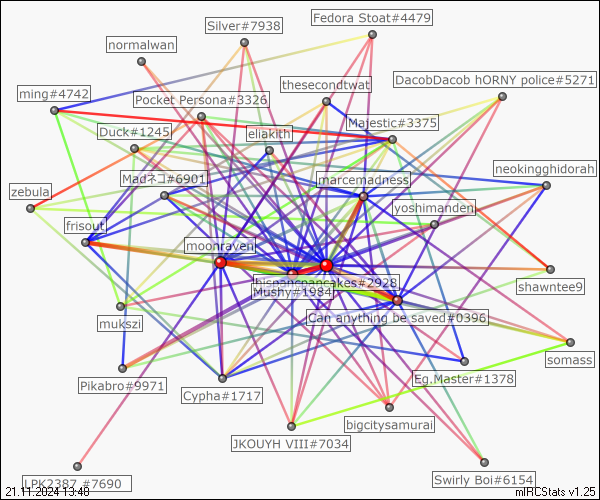 Fedora Stoat#4479
Silver#7938
normalwan
thesecondtwat
DacobDacob hORNY police#5271
ming#4742
Pocket Persona#3326
Majestic#3375
Duck#1245
eliakith
neokingghidorah
Madネコ#6901
marcemadness
zebula
yoshimanden
frisout
moonraven
hispanicpancakes#2928
shawntee9
Mushy#1984
Can anything be saved#0396
mukszi
somass
Pikabro#9971
Eg.Master#1378
Cypha#1717
bigcitysamurai
JKOUYH VIII#7034
LPK2387 #7690
Swirly Boi#6154
21.11.2024 13:48
mIRCStats v1.25